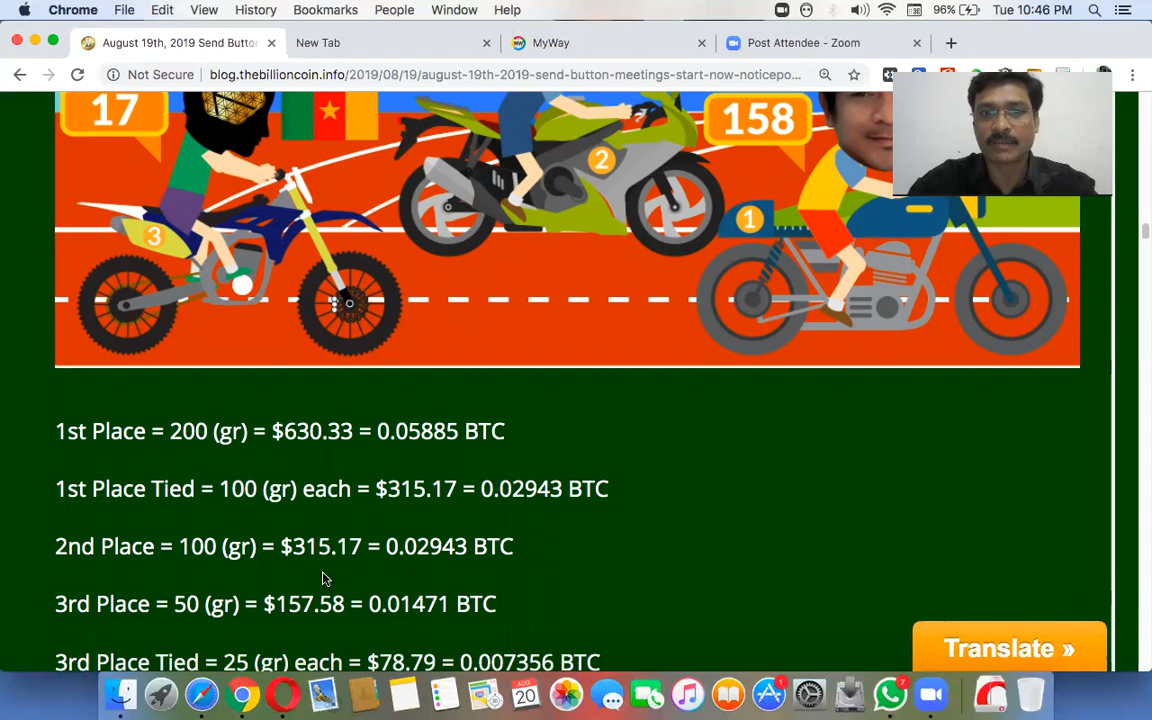 Chrome File Edit View History Bookmarks People Window Help 96% Tue 10:46 PM
August 19th, 2019 Send Button New Tab MyWay Post Attendee - Zoom
Not Secure blog.thebillioncoin.info/2019/08/19/august-19th-2019-send-button-meetings-start-now-noticepo...
17
158
2
3
1
1st Place = 200 (gr) = $630.33 = 0.05885 BTC
1st Place Tied = 100 (gr) each = $315.17 = 0.02943 BTC
2nd Place = 100 (gr) = $315.17 = 0.02943 BTC
3rd Place = 50 (gr) = $157.58 = 0.01471 BTC
3rd Place Tied = 25 (gr) each = $78.79 = 0.007356 BTC
Translate »
AUG
20
1
7